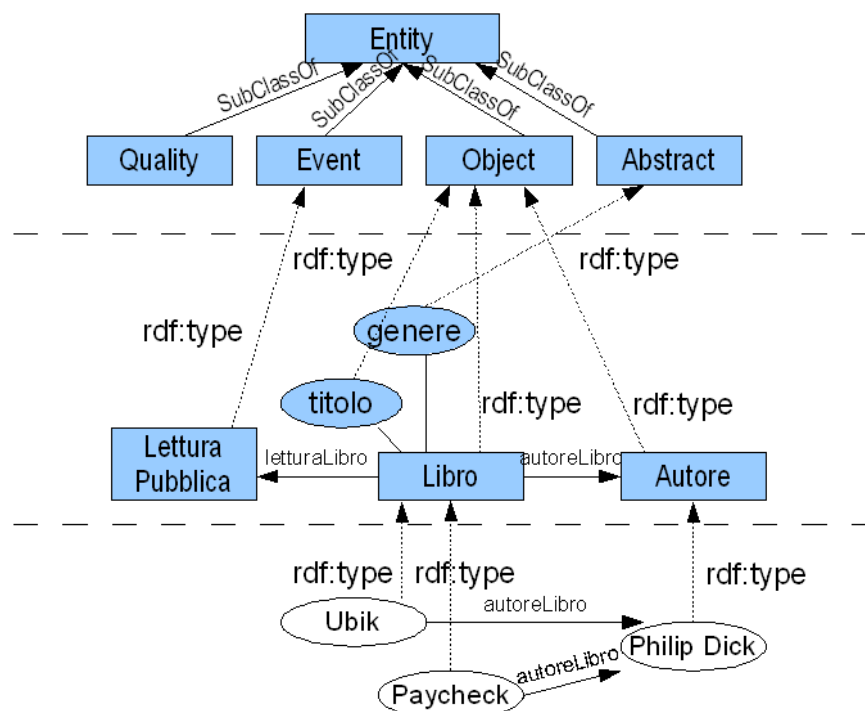 Entity
SubClassOf
SubClassOf
SubClassOf
SubClassOf
Quality
Event
Object
Abstract
rdf:type
rdf:type
rdf:type
genere
titolo
rdf:type
rdf:type
Lettura
Pubblica
letturaLibro
Libro
autoreLibro
Autore
rdf:type
rdf:type
rdf:type
Ubik
autoreLibro
Philip Dick
autoreLibro
Paycheck